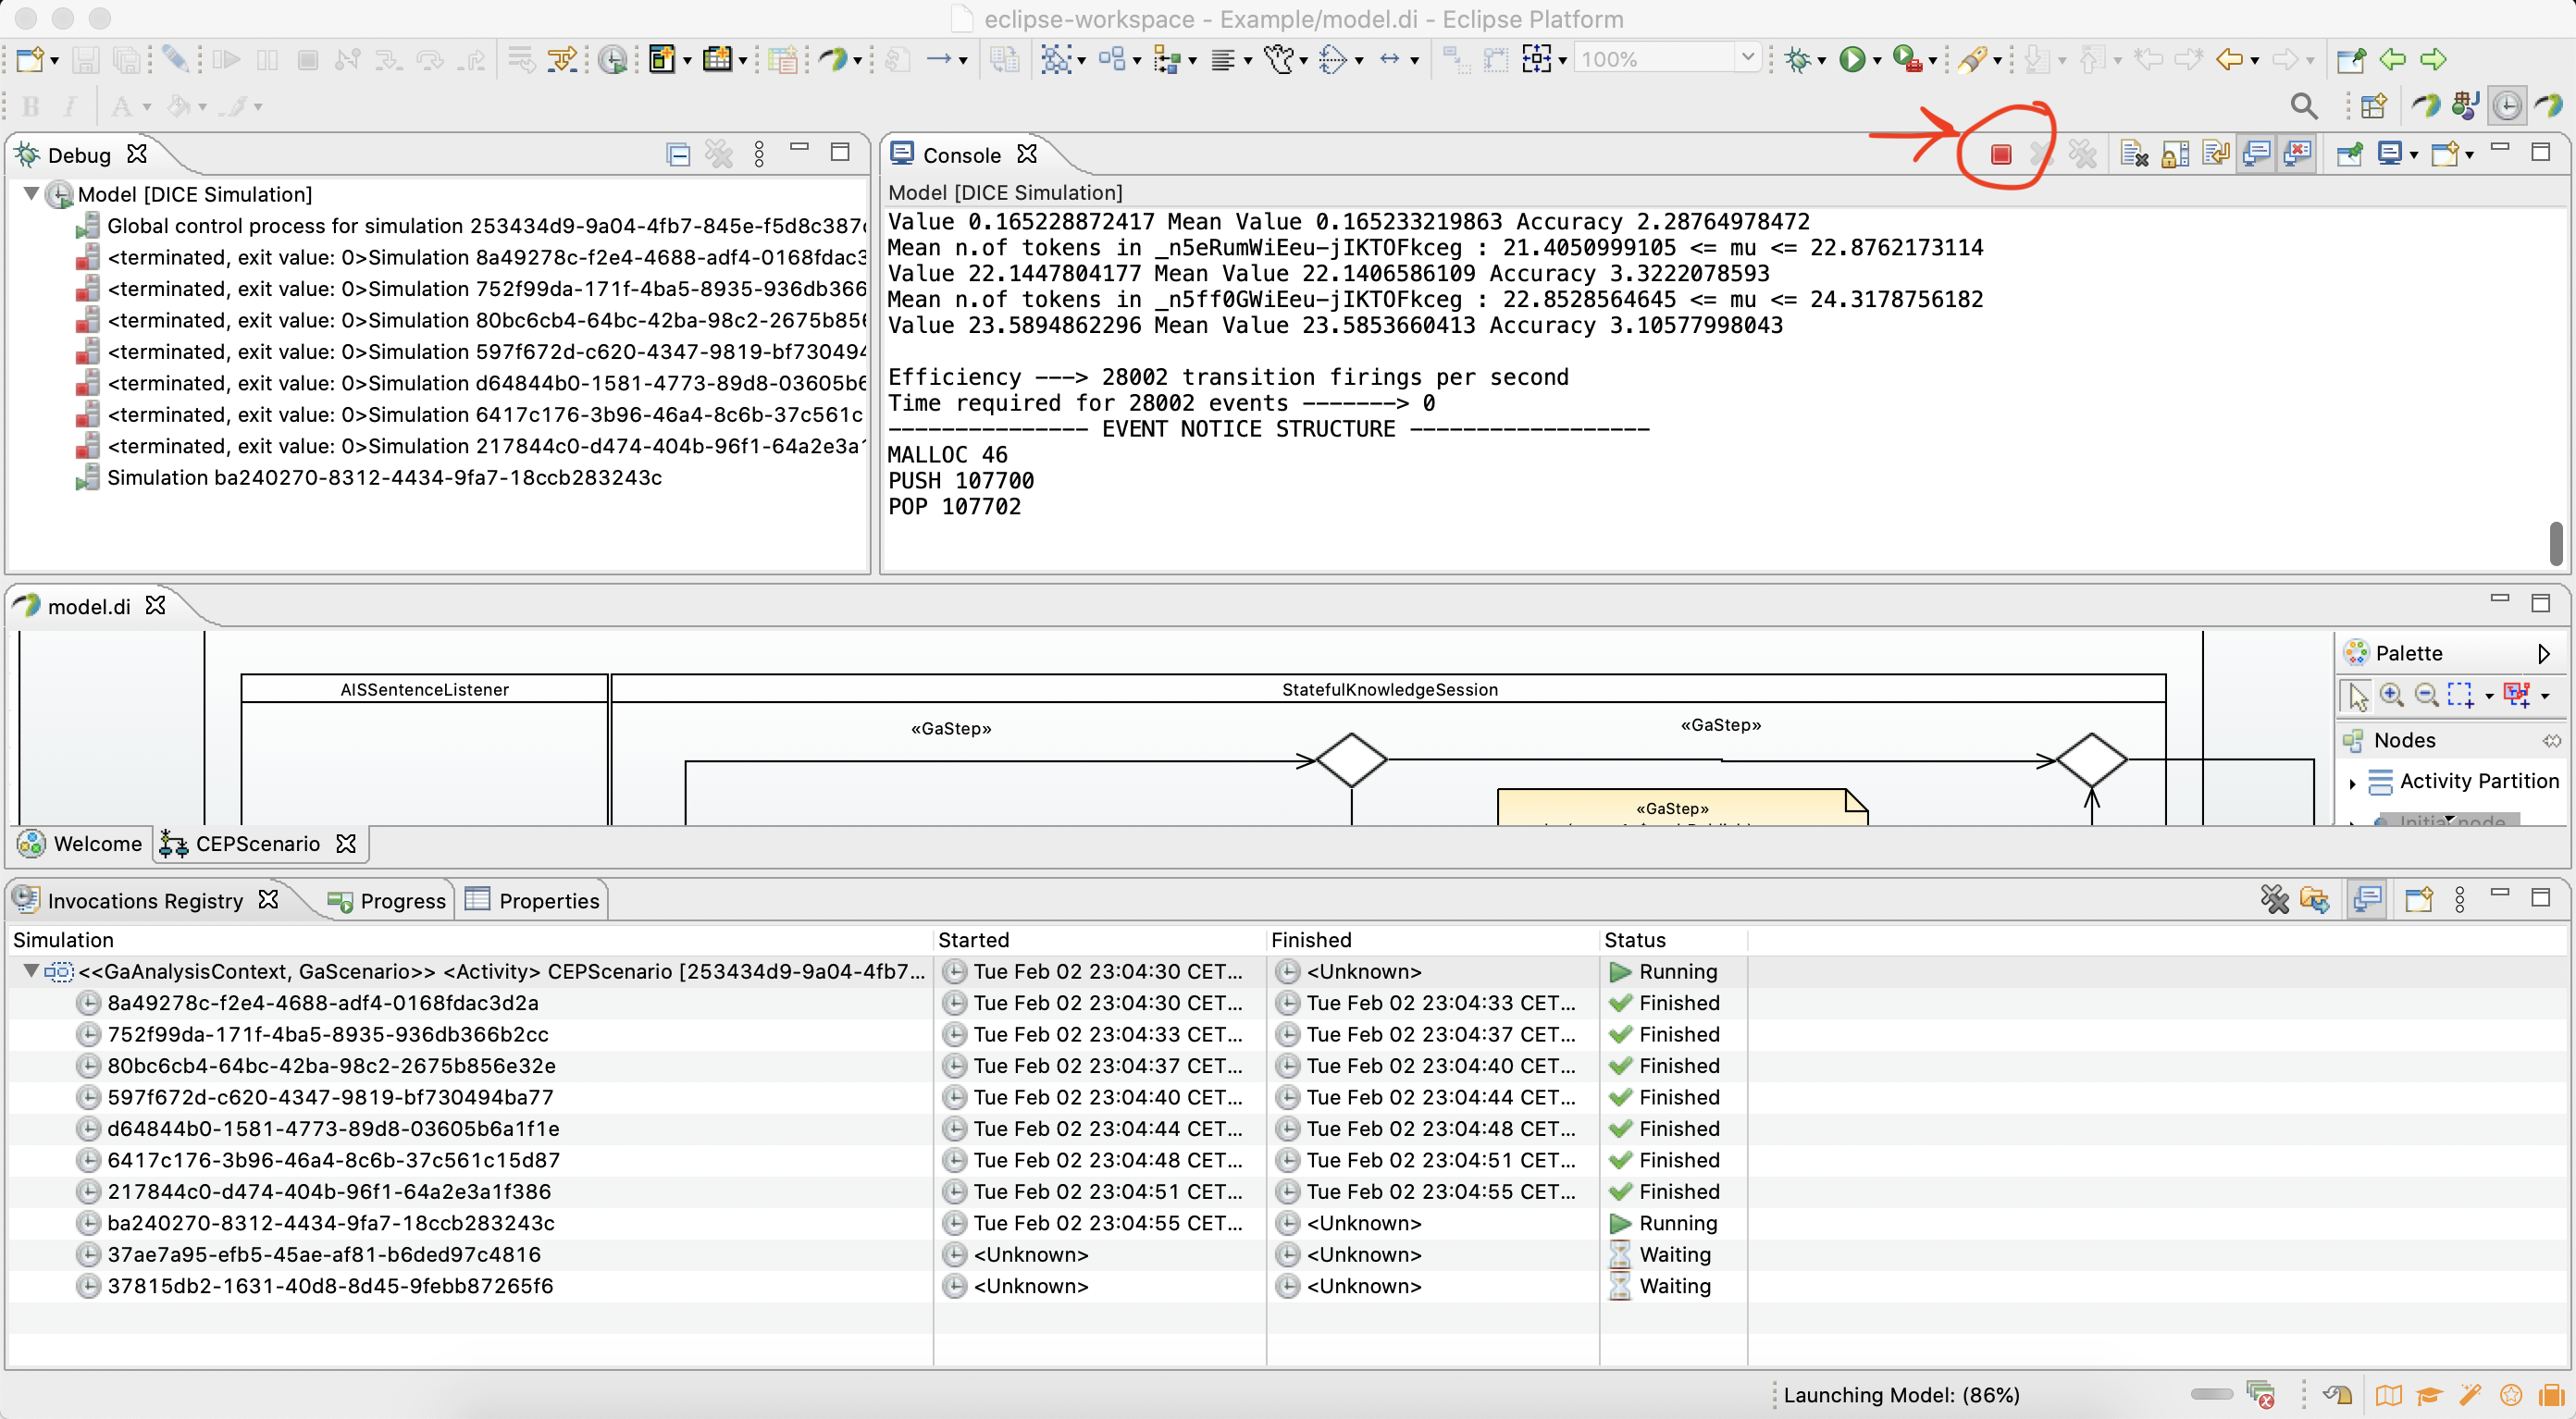 eclipse-workspace - Example/model.di - Eclipse Platform
100%
B I A
Debug
Model [DICE Simulation]
Global control process for simulation 253434d9-9a04-4fb7-845e-f5d8c387
<terminated, exit value: 0>Simulation 8a49278c-f2e4-4688-adf4-0168fdac3
<terminated, exit value: 0>Simulation 752f99da-171f-4ba5-8935-936db366
<terminated, exit value: 0>Simulation 80bc6cb4-64bc-42ba-98c2-2675b856
<terminated, exit value: 0>Simulation 597f672d-c620-4347-9819-bf730494
<terminated, exit value: 0>Simulation d64844b0-1581-4773-89d8-03605b6
<terminated, exit value: 0>Simulation 6417c176-3b96-46a4-8c6b-37c561c
<terminated, exit value: 0>Simulation 217844c0-d474-404b-96f1-64a2e3a1
Simulation ba240270-8312-4434-9fa7-18ccb283243c
Console
Model [DICE Simulation]
Value 0.165228872417 Mean Value 0.165233219863 Accuracy 2.28764978472
Mean n.of tokens in _n5eRumWiEeu-jIKTOFkceg : 21.4050999105 <= mu <= 22.8762173114
Value 22.1447804177 Mean Value 22.1406586109 Accuracy 3.3222078593
Mean n.of tokens in _n5ff0GWiEeu-jIKTOFkceg : 22.8528564645 <= mu <= 24.3178756182
Value 23.5894862296 Mean Value 23.5853660413 Accuracy 3.10577998043
Efficiency ---> 28002 transition firings per second
Time required for 28002 events -------> 0
--------------- EVENT NOTICE STRUCTURE ------------------
MALLOC 46
PUSH 107700
POP 107702
model.di
AISSentenceListener
StatefulKnowledgeSession
«GaStep»
«GaStep»
«GaStep»
Palette
Nodes
Activity Partition
Initial node
Welcome
CEPScenario
Invocations Registry
Progress
Properties
Simulation Started Finished Status
<<GaAnalysisContext, GaScenario>> <Activity> CEPScenario [253434d9-9a04-4fb7... Tue Feb 02 23:04:30 CET... <Unknown> Running
8a49278c-f2e4-4688-adf4-0168fdac3d2a Tue Feb 02 23:04:30 CET... Tue Feb 02 23:04:33 CET... Finished
752f99da-171f-4ba5-8935-936db366b2cc Tue Feb 02 23:04:33 CET... Tue Feb 02 23:04:37 CET... Finished
80bc6cb4-64bc-42ba-98c2-2675b856e32e Tue Feb 02 23:04:37 CET... Tue Feb 02 23:04:40 CET... Finished
597f672d-c620-4347-9819-bf730494ba77 Tue Feb 02 23:04:40 CET... Tue Feb 02 23:04:44 CET... Finished
d64844b0-1581-4773-89d8-03605b6a1f1e Tue Feb 02 23:04:44 CET... Tue Feb 02 23:04:48 CET... Finished
6417c176-3b96-46a4-8c6b-37c561c15d87 Tue Feb 02 23:04:48 CET... Tue Feb 02 23:04:51 CET... Finished
217844c0-d474-404b-96f1-64a2e3a1f386 Tue Feb 02 23:04:51 CET... Tue Feb 02 23:04:55 CET... Finished
ba240270-8312-4434-9fa7-18ccb283243c Tue Feb 02 23:04:55 CET... <Unknown> Running
37ae7a95-efb5-45ae-af81-b6ded97c4816 <Unknown> <Unknown> Waiting
37815db2-1631-40d8-8d45-9febb87265f6 <Unknown> <Unknown> Waiting
Launching Model: (86%)